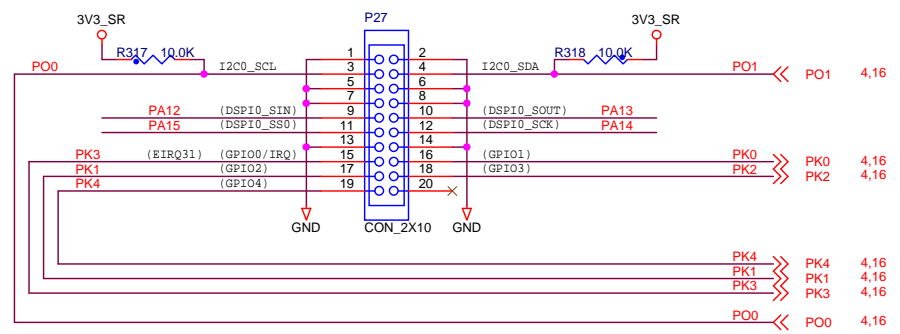 3V3_SR P27 3V3_SR
R317 10.0K R318 10.0K
1 2
PO0 I2C0_SCL 3 4 I2C0_SDA PO1 PO1 4,16
5 6
7 8
PA12 (DSPI0_SIN) 9 10 (DSPI0_SOUT) PA13
PA15 (DSPI0_SS0) 11 12 (DSPI0_SCK) PA14
13 14
PK3 (EIRQ31) (GPIO0/IRQ) 15 16 (GPIO1) PK0 PK0 4,16
PK1 (GPIO2) 17 18 (GPIO3) PK2 PK2 4,16
PK4 (GPIO4) 19 20
GND CON_2X10 GND
PK4 PK4 4,16
PK1 PK1 4,16
PK3 PK3 4,16
PO0 PO0 4,16